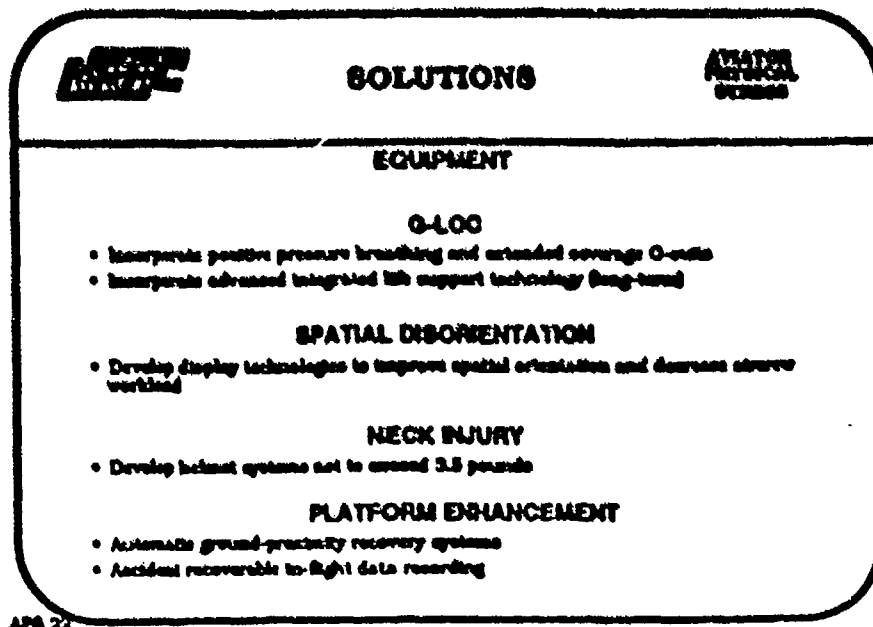 SOLUTIONS
AVIATOR
PHYSICAL
EQUIPMENT
G-LOC
• Incorporate positive pressure breathing and extended coverage G-suits
• Incorporate advanced integrated life support technology (long-term)
SPATIAL DISORIENTATION
• Develop display technologies to improve spatial orientation and decrease aircrew
workload
NECK INJURY
• Develop helmet systems not to exceed 3.5 pounds
PLATFORM ENHANCEMENT
• Automatic ground-proximity recovery systems
• Accident recoverable in-flight data recording